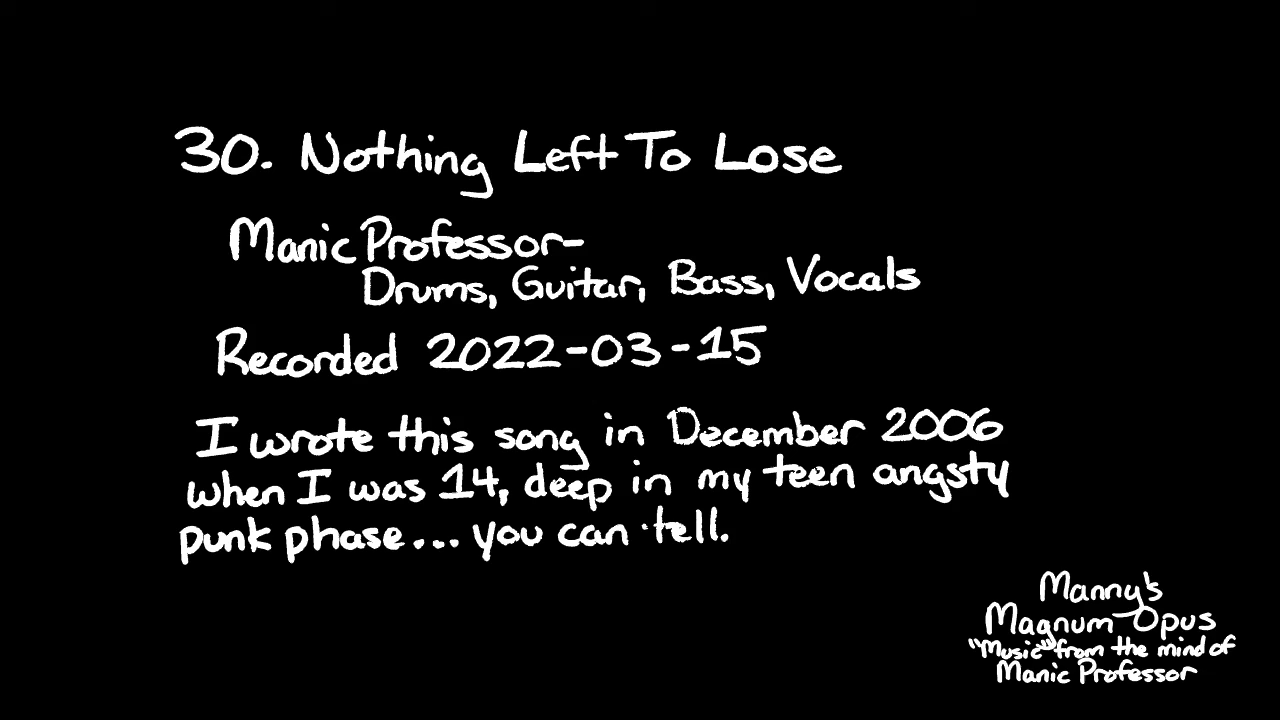 30. Nothing Left To Lose
Manic Professor-
Drums, Guitar, Bass, Vocals
Recorded 2022-03-15
I wrote this song in December 2006
when I was 14, deep in my teen angsty
punk phase... you can tell.
Manny's
Magnum Opus
"Music" from the mind of
Manic Professor